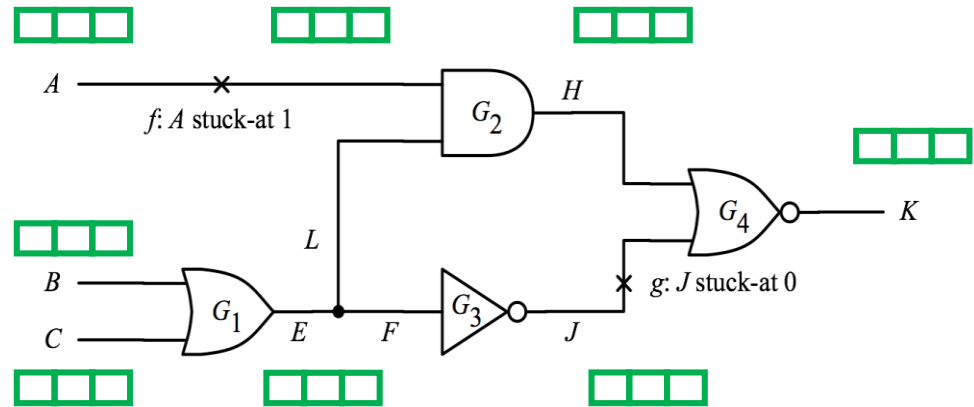 A
f: A stuck-at 1
G2
H
G4
K
L
B
C
G1
E
F
G3
J
g: J stuck-at 0